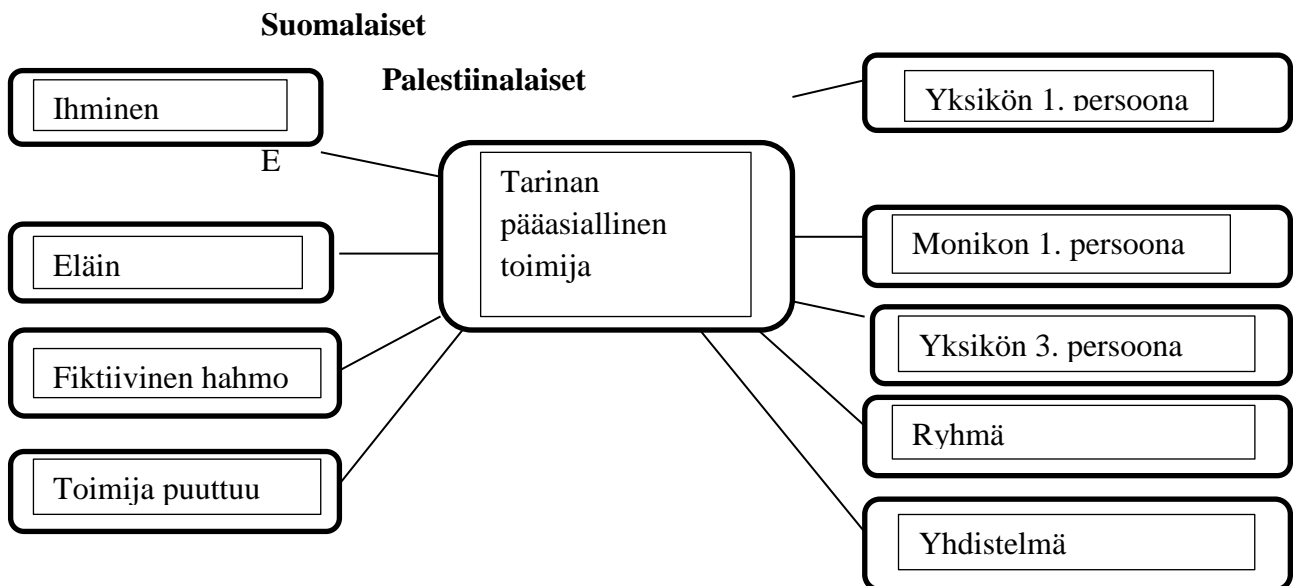 Suomalaiset
Palestiinalaiset
Ihminen
E
Eläin
Fiktiivinen hahmo
Toimija puuttuu
Tarinan
pääasiallinen
toimija
Yksikön 1. persoona
Monikon 1. persoona
Yksikön 3. persoona
Ryhmä
Yhdistelmä